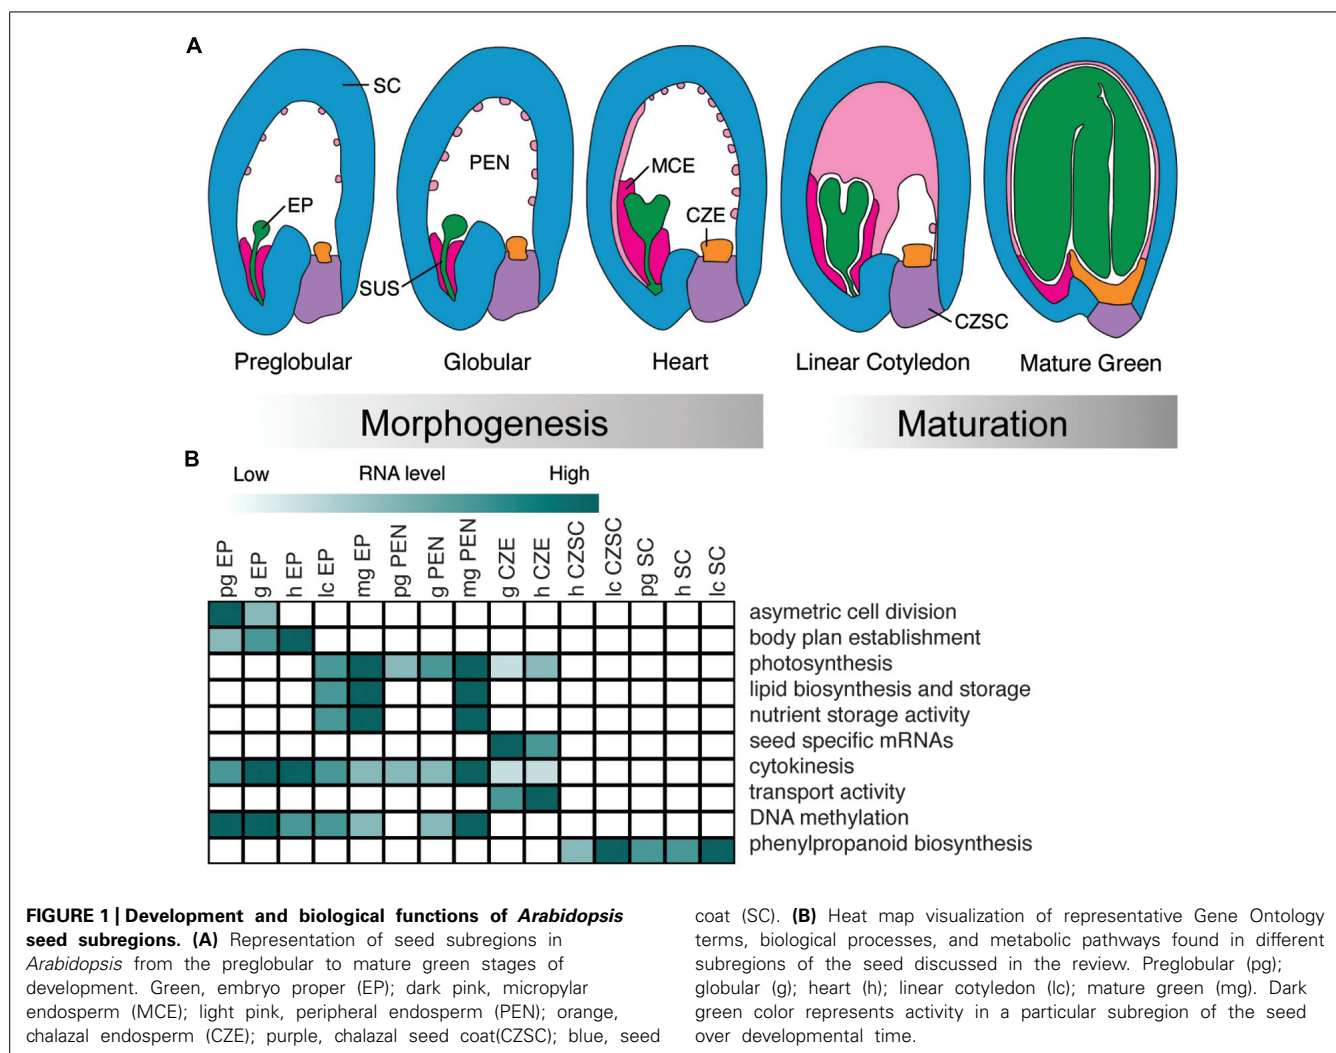 A
SC
EP
SUS
PEN
MCE
CZE
CZSC
Preglobular
Globular
Heart
Linear Cotyledon
Mature Green
Morphogenesis
Maturation
B
Low
RNA level
High
pg EP
g EP
h EP
lc EP
mg EP
pg PEN
g PEN
mg PEN
g CZE
h CZE
h CZSC
lc CZSC
pg SC
h SC
lc SC
asymetric cell division
body plan establishment
photosynthesis
lipid biosynthesis and storage
nutrient storage activity
seed specific mRNAs
cytokinesis
transport activity
DNA methylation
phenylpropanoid biosynthesis
FIGURE 1 | Development and biological functions of Arabidopsis
seed subregions. (A) Representation of seed subregions in
Arabidopsis from the preglobular to mature green stages of
development. Green, embryo proper (EP); dark pink, micropylar
endosperm (MCE); light pink, peripheral endosperm (PEN); orange,
chalazal endosperm (CZE); purple, chalazal seed coat(CZSC); blue, seed
coat (SC). (B) Heat map visualization of representative Gene Ontology
terms, biological processes, and metabolic pathways found in different
subregions of the seed discussed in the review. Preglobular (pg);
globular (g); heart (h); linear cotyledon (lc); mature green (mg). Dark
green color represents activity in a particular subregion of the seed
over developmental time.